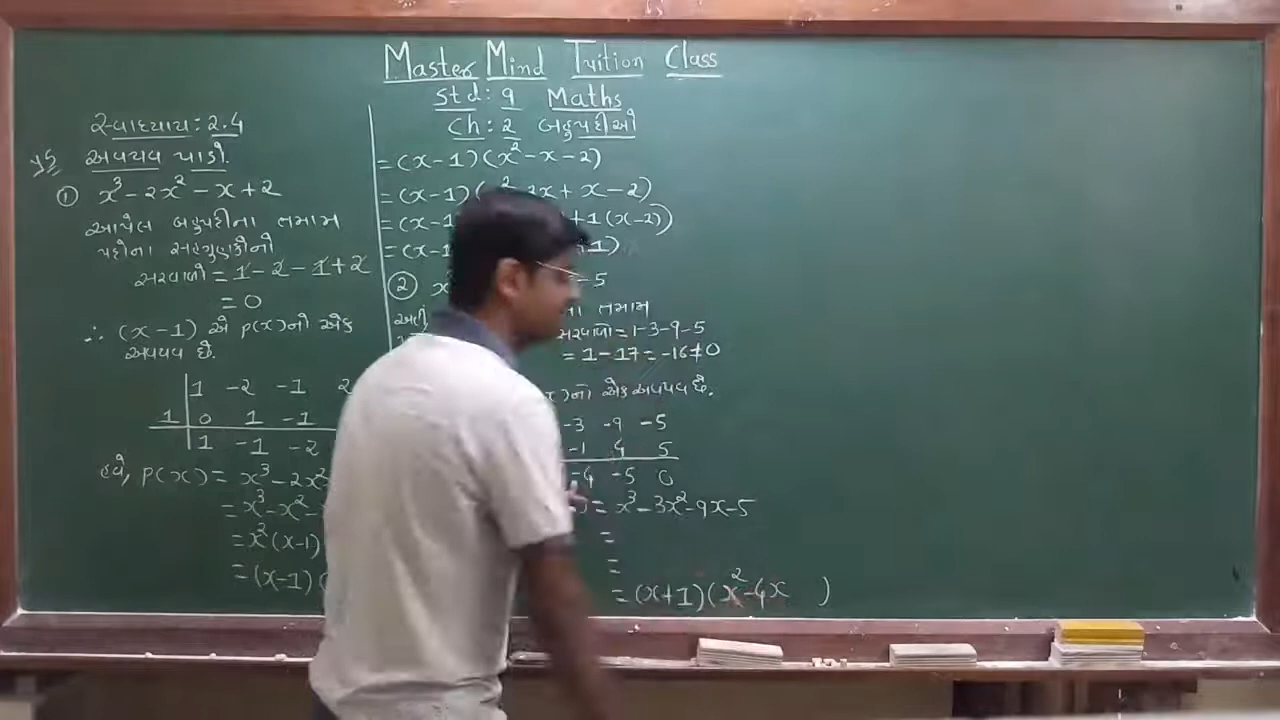 Master Mind Tuition Class
std: 9 Maths
Ch: 2 બહુપદીઓ
સ્વાધ્યાય: 2.4
અવયવ પાડો.
① x³ - 2x² - x + 2
આપેલ બહુપદીના તમામ
પદોના સહગુણકોનો
સરવાળો = 1 - 2 - 1 + 2
= 0
∴ (x - 1) એ p(x)નો એક
અવયવ છે.
1 -2 -1 2
1 0 1 -1
1 -1 -2
હવે, P(x) = x³ - 2x²
= x³ - x²
= x²(x-1)
= (x-1)(
= (x-1)(x² - x - 2)
= (x-1)( x + x - 2)
= (x-1 + 1(x-2)
= (x-1 1)
② x - 5
અહીં ના તમામ
સરવાળો = 1-3-9-5
= 1 - 17 = -16 ≠ 0
x)નો એક અવયવ છે.
-3 -9 -5
-1 4 5
-4 -5 0
= x³ - 3x² - 9x - 5
=
=
= (x+1)(x² - 4x )